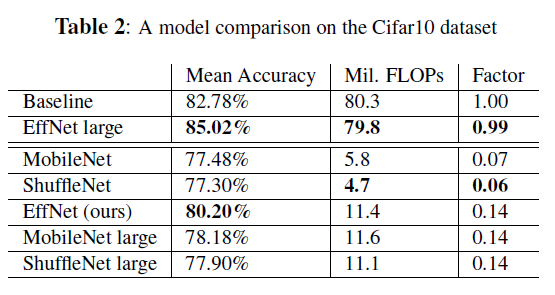 Table 2: A model comparison on the Cifar10 dataset
Mean Accuracy Mil. FLOPs Factor
Baseline 82.78% 80.3 1.00
EffNet large 85.02% 79.8 0.99
MobileNet 77.48% 5.8 0.07
ShuffleNet 77.30% 4.7 0.06
EffNet (ours) 80.20% 11.4 0.14
MobileNet large 78.18% 11.6 0.14
ShuffleNet large 77.90% 11.1 0.14